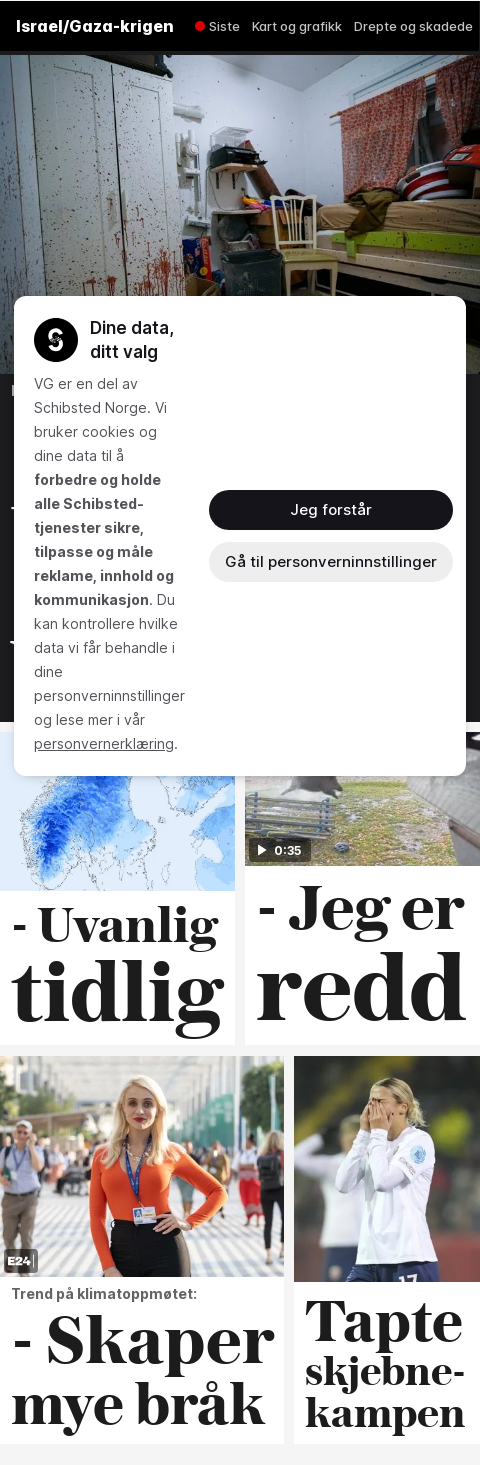 Israel/Gaza-krigen
Siste
Kart og grafikk
Drepte og skadede
Dine data,
ditt valg
VG er en del av
Schibsted Norge. Vi
bruker cookies og
dine data til å
forbedre og holde
alle Schibsted-
tjenester sikre,
tilpasse og måle
reklame, innhold og
kommunikasjon. Du
kan kontrollere hvilke
data vi får behandle i
dine
personverninnstillinger
og lese mer i vår
personvernerklæring.
Jeg forstår
Gå til personverninnstillinger
0:35
- Uvanlig
tidlig
- Jeg er
redd
E24
Trend på klimatoppmøtet:
- Skaper
mye bråk
17
Tapte
skjebne-
kampen